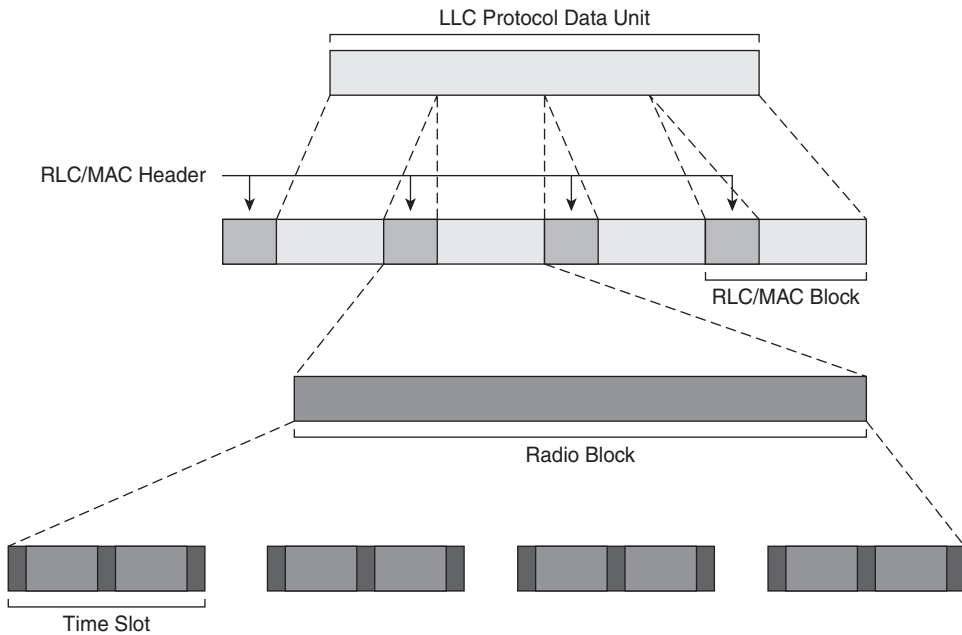 LLC Protocol Data Unit
RLC/MAC Header
RLC/MAC Block
Radio Block
Time Slot